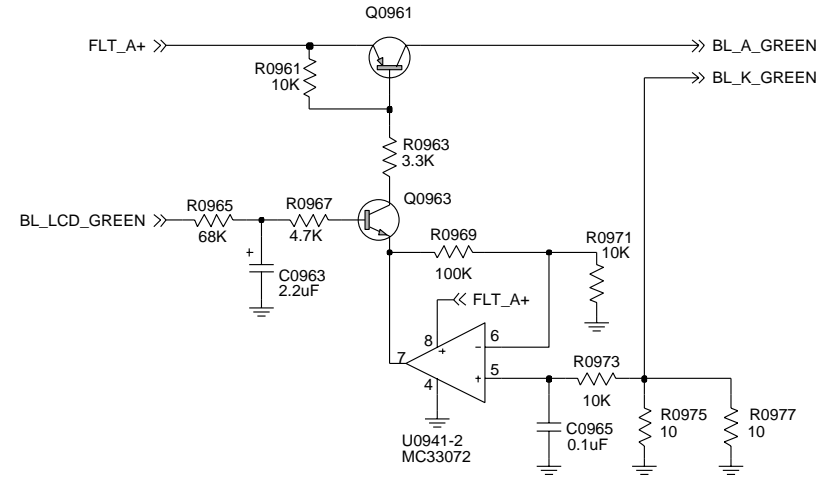 Q0961
FLT_A+
BL_A_GREEN
R0961
10K
BL_K_GREEN
R0963
3.3K
Q0963
BL_LCD_GREEN
R0965
68K
R0967
4.7K
+
C0963
2.2uF
R0969
100K
R0971
10K
FLT_A+
8
+
7
6
-
5
+
4
R0973
10K
U0941-2
MC33072
C0965
0.1uF
R0975
10
R0977
10